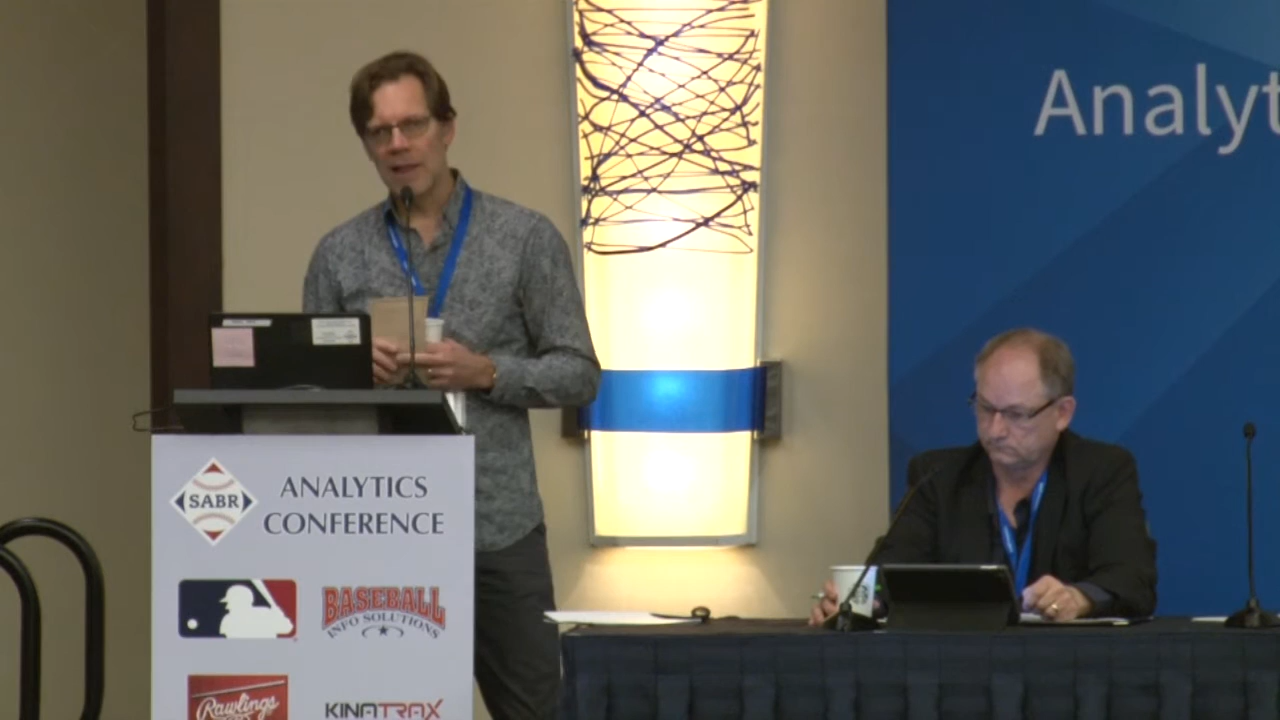 Analyt
SABR
ANALYTICS
CONFERENCE
BASEBALL
INFO SOLUTIONS
Rawlings
KINATRAX